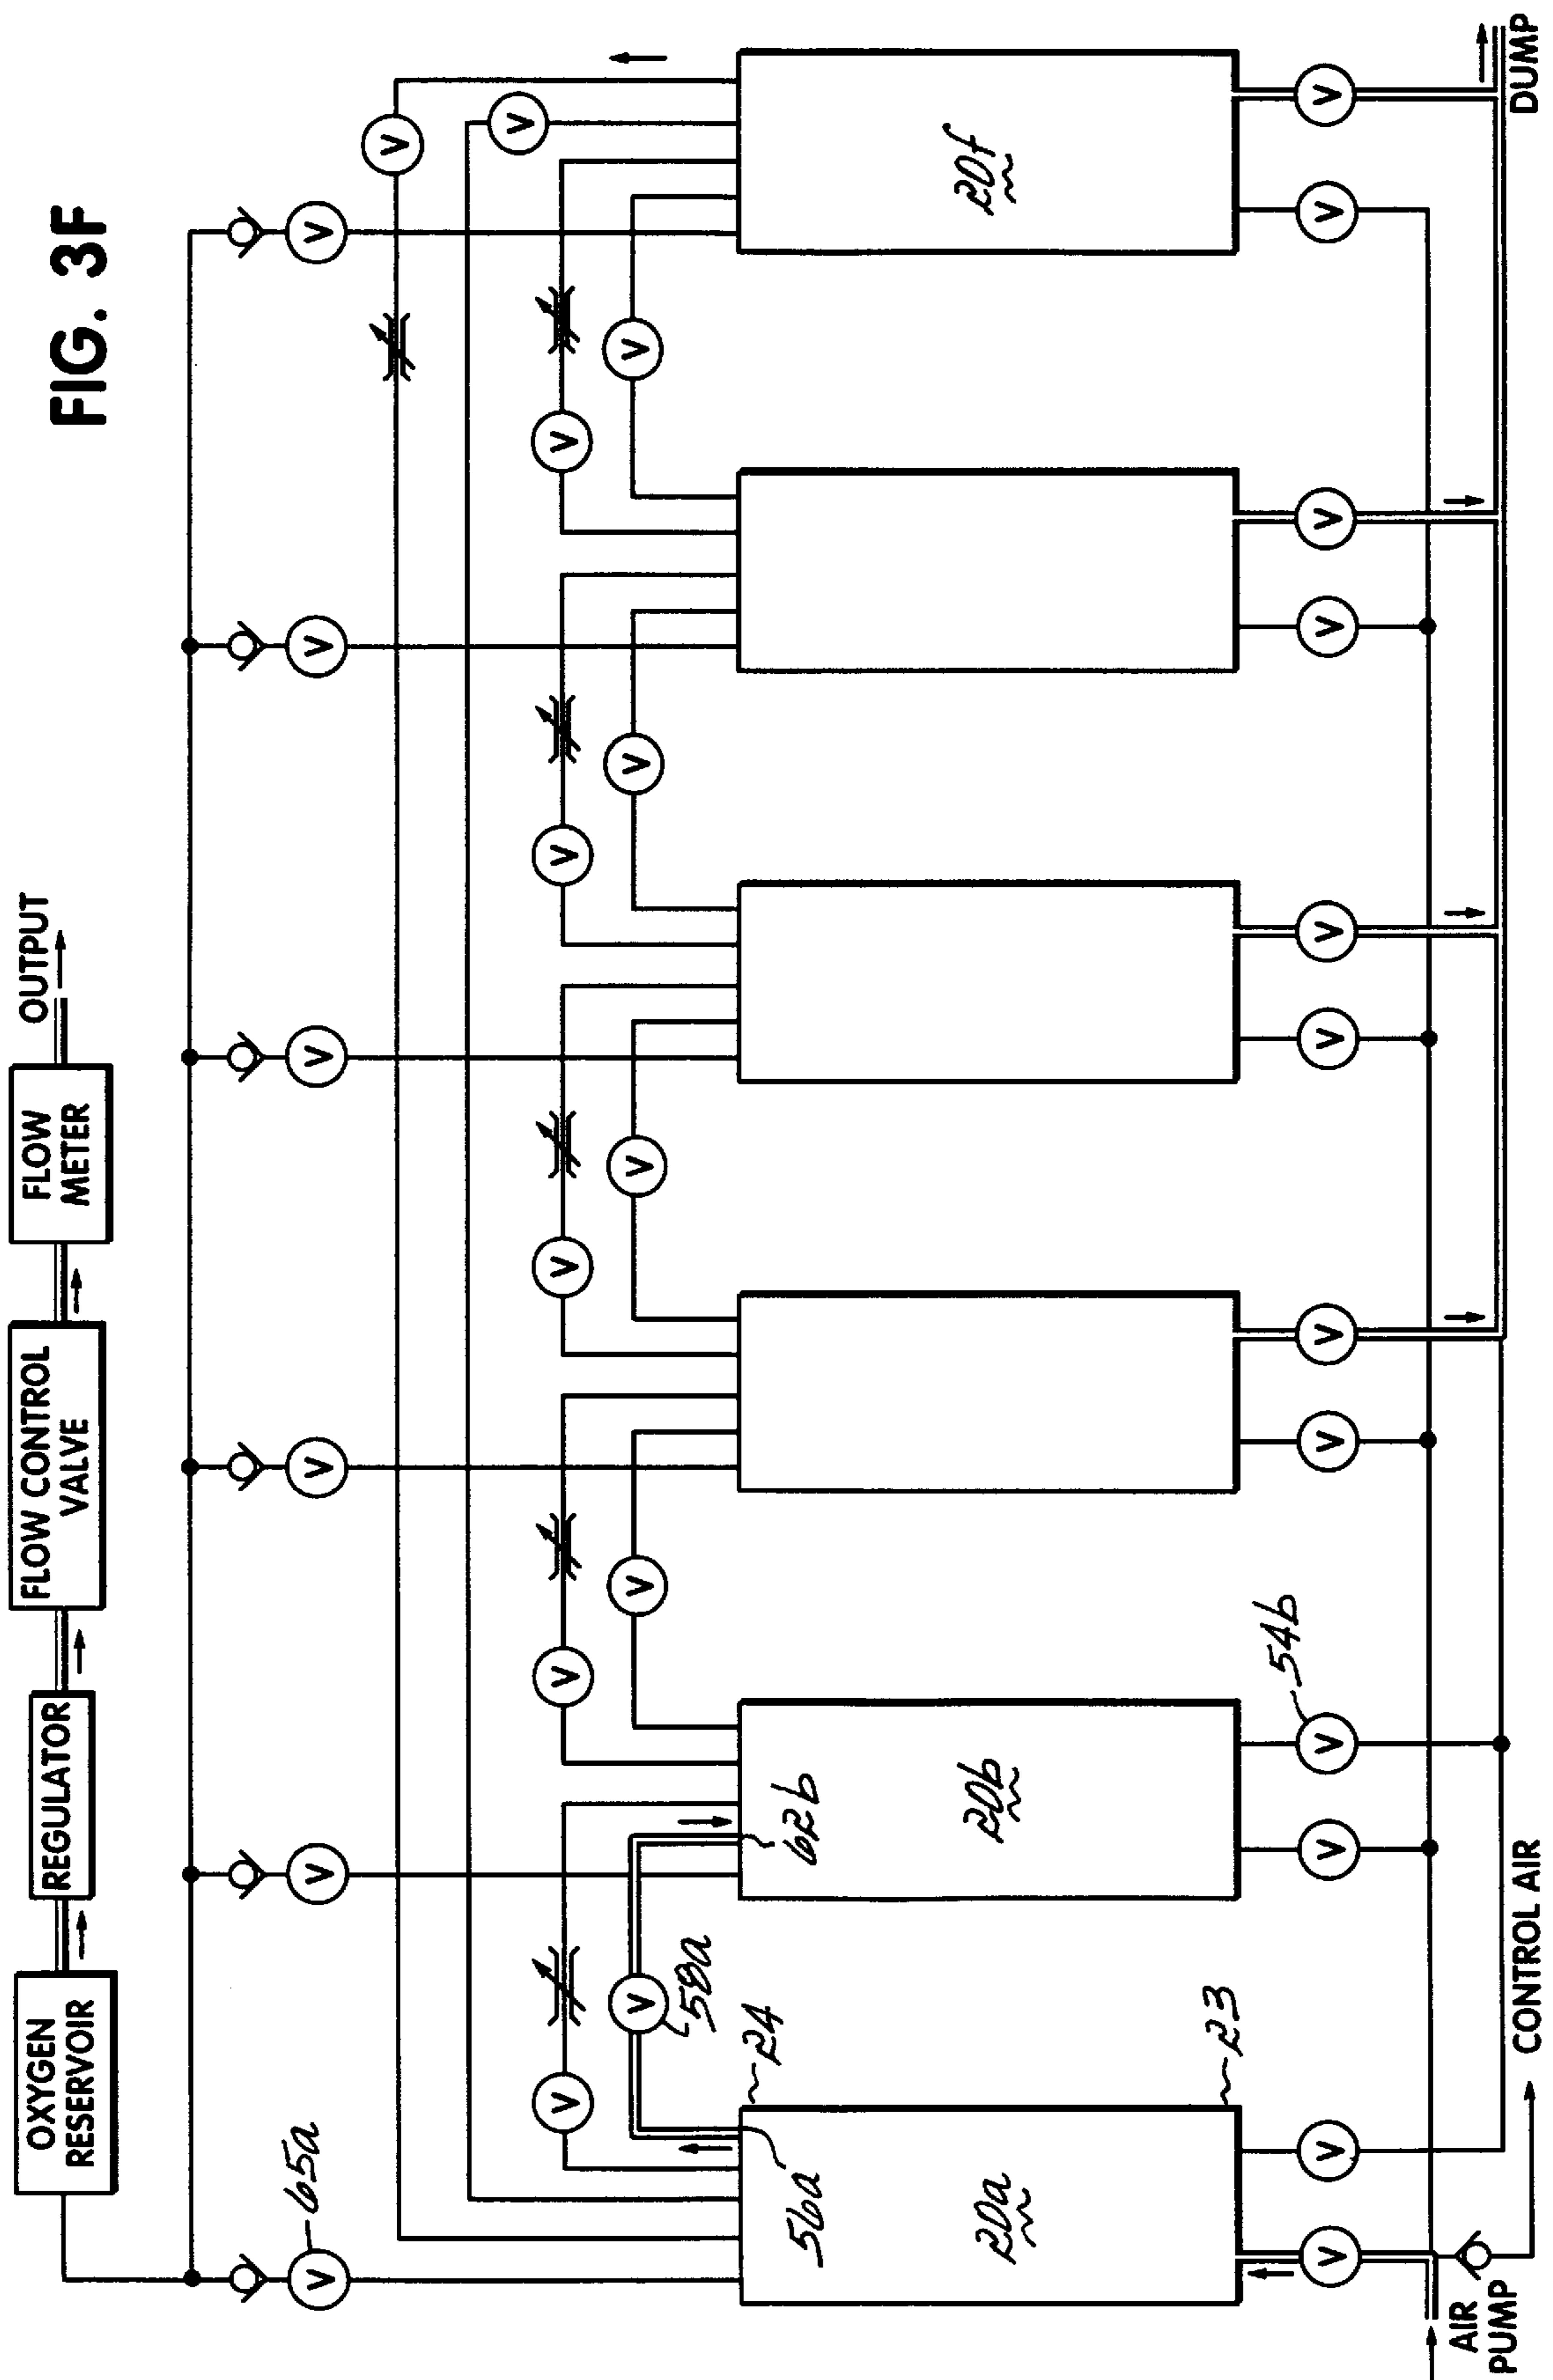 OXYGEN
RESERVOIR
REGULATOR
FLOW CONTROL
VALVE
FLOW
METER
OUTPUT
FIG. 3F
65a
V
V
V
V
V
V
V
V
V
V
V
V
V
58a
V
V
V
V
V
24
56a
62b
20a
20b
20f
23
54b
V
V
V
V
V
V
V
V
V
V
V
V
AIR
PUMP
CONTROL AIR
DUMP